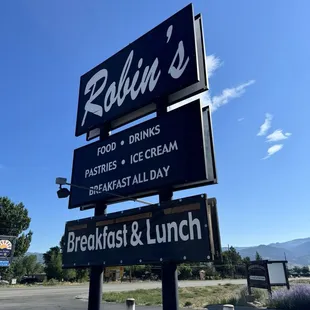 Robin's
FOOD • DRINKS
PASTRIES • ICE CREAM
BREAKFAST ALL DAY
Breakfast & Lunch